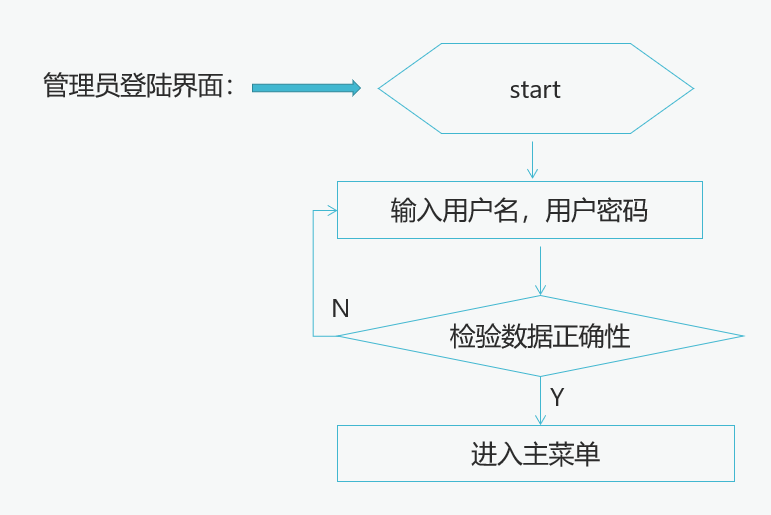 管理员登陆界面：
start
输入用户名，用户密码
N
检验数据正确性
Y
进入主菜单